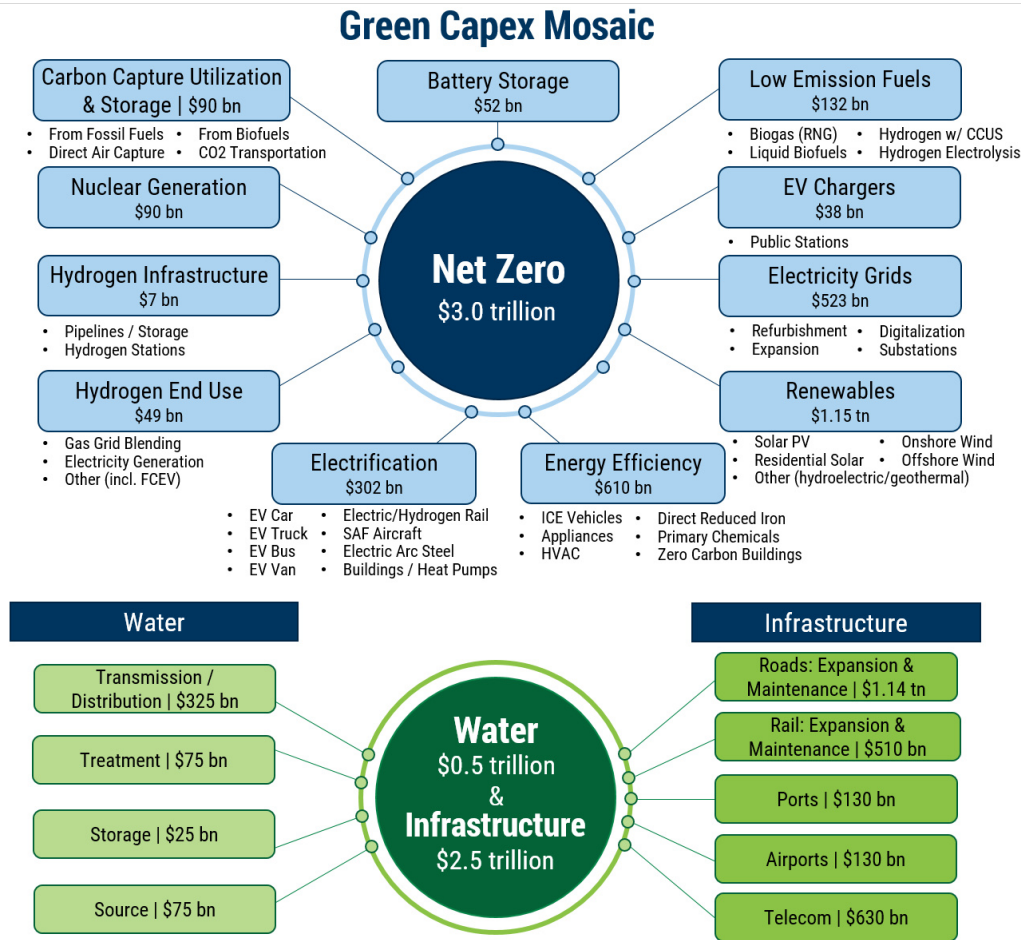 Green Capex Mosaic
Carbon Capture Utilization
& Storage | $90 bn
• From Fossil Fuels • From Biofuels
• Direct Air Capture • CO2 Transportation
Battery Storage
$52 bn
Low Emission Fuels
$132 bn
• Biogas (RNG) • Hydrogen w/ CCUS
• Liquid Biofuels • Hydrogen Electrolysis
Nuclear Generation
$90 bn
EV Chargers
$38 bn
• Public Stations
Net Zero
$3.0 trillion
Hydrogen Infrastructure
$7 bn
• Pipelines / Storage
• Hydrogen Stations
Electricity Grids
$523 bn
• Refurbishment • Digitalization
• Expansion • Substations
Hydrogen End Use
$49 bn
• Gas Grid Blending
• Electricity Generation
• Other (incl. FCEV)
Renewables
$1.15 tn
• Solar PV • Onshore Wind
• Residential Solar • Offshore Wind
• Other (hydroelectric/geothermal)
Electrification
$302 bn
• EV Car • Electric/Hydrogen Rail
• EV Truck • SAF Aircraft
• EV Bus • Electric Arc Steel
• EV Van • Buildings / Heat Pumps
Energy Efficiency
$610 bn
• ICE Vehicles • Direct Reduced Iron
• Appliances • Primary Chemicals
• HVAC • Zero Carbon Buildings
Water
Transmission /
Distribution | $325 bn
Treatment | $75 bn
Storage | $25 bn
Source | $75 bn
Water
$0.5 trillion
&
Infrastructure
$2.5 trillion
Infrastructure
Roads: Expansion &
Maintenance | $1.14 tn
Rail: Expansion &
Maintenance | $510 bn
Ports | $130 bn
Airports | $130 bn
Telecom | $630 bn